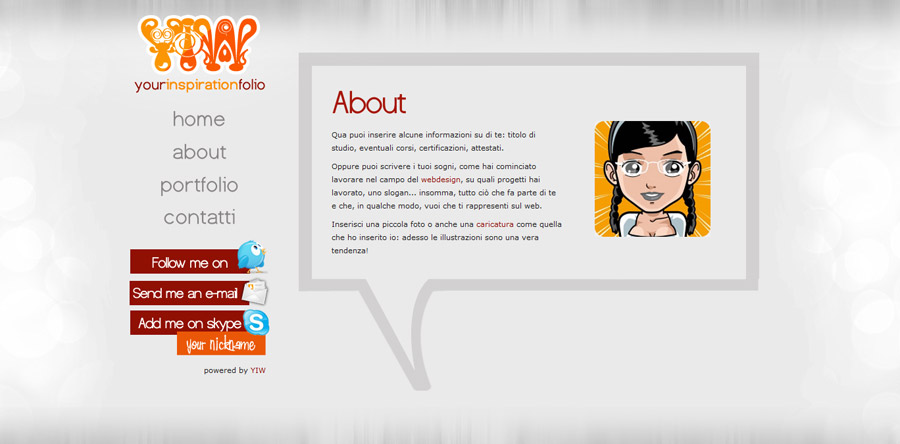 YIW
yourinspirationfolio
home
about
portfolio
contatti
Follow me on
Send me an e-mail
Add me on skype
S
your nickname
powered by YIW
About
Qua puoi inserire alcune informazioni su di te: titolo di
studio, eventuali corsi, certificazioni, attestati.
Oppure puoi scrivere i tuoi sogni, come hai cominciato
lavorare nel campo del webdesign, su quali progetti hai
lavorato, uno slogan... insomma, tutto ciò che fa parte di te
e che, in qualche modo, vuoi che ti rappresenti sul web.
Inserisci una piccola foto o anche una caricatura come quella
che ho inserito io: adesso le illustrazioni sono una vera
tendenza!